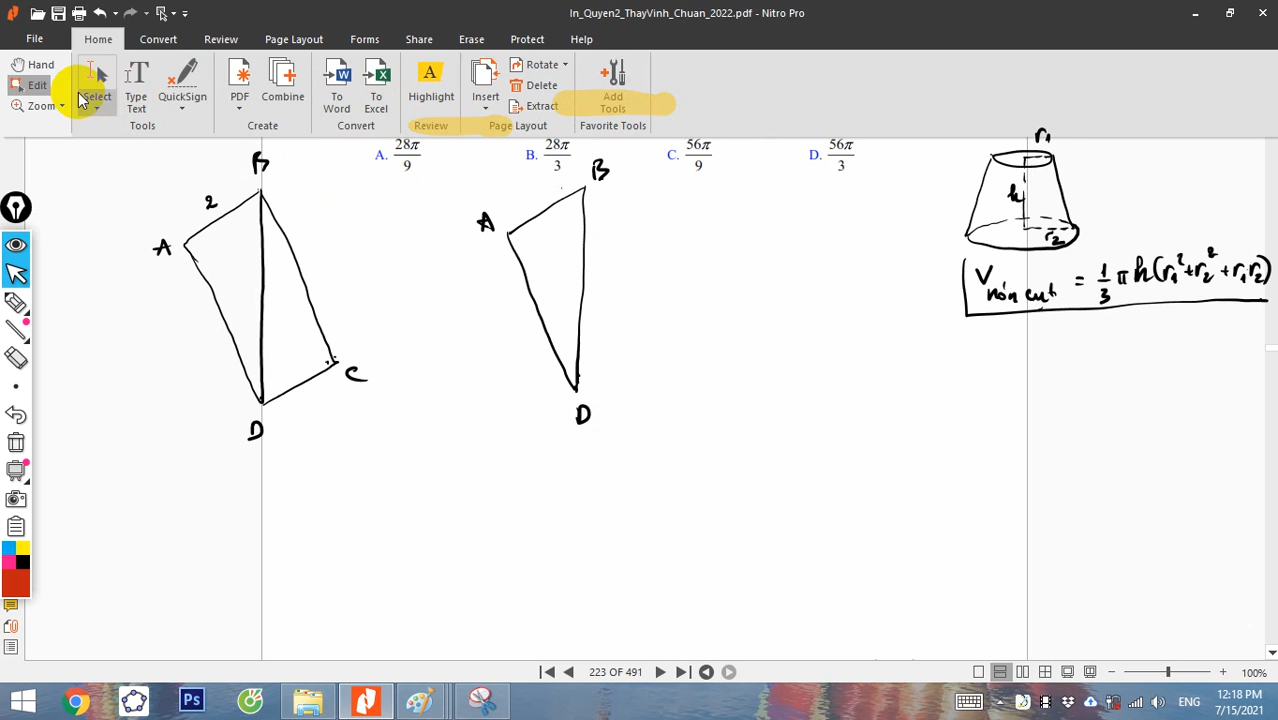 In_Quyen2_ThayVinh_Chuan_2022.pdf - Nitro Pro
File Home Convert Review Page Layout Forms Share Erase Protect Help
Hand
Edit
Zoom
Select
Type Text
QuickSign
PDF
Combine
To Word
To Excel
Highlight
Insert
Rotate
Delete
Extract
Add Tools
Tools Create Convert Review Page Layout Favorite Tools
A. 28π/9 B. 28π/3 C. 56π/9 D. 56π/3
B
2
A
D
C
B
A
D
r₁
h
r₂
V nón cụt = 1/3 π h(r₁² + r₂² + r₁r₂)
223 OF 491
100%
Ps
ENG
12:18 PM
7/15/2021